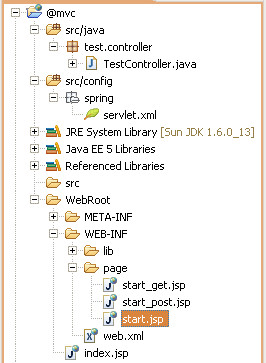 @mvc
src/java
test.controller
TestController.java
src/config
spring
servlet.xml
JRE System Library [Sun JDK 1.6.0_13]
Java EE 5 Libraries
Referenced Libraries
src
WebRoot
META-INF
WEB-INF
lib
page
start_get.jsp
start_post.jsp
start.jsp
web.xml
index.jsp